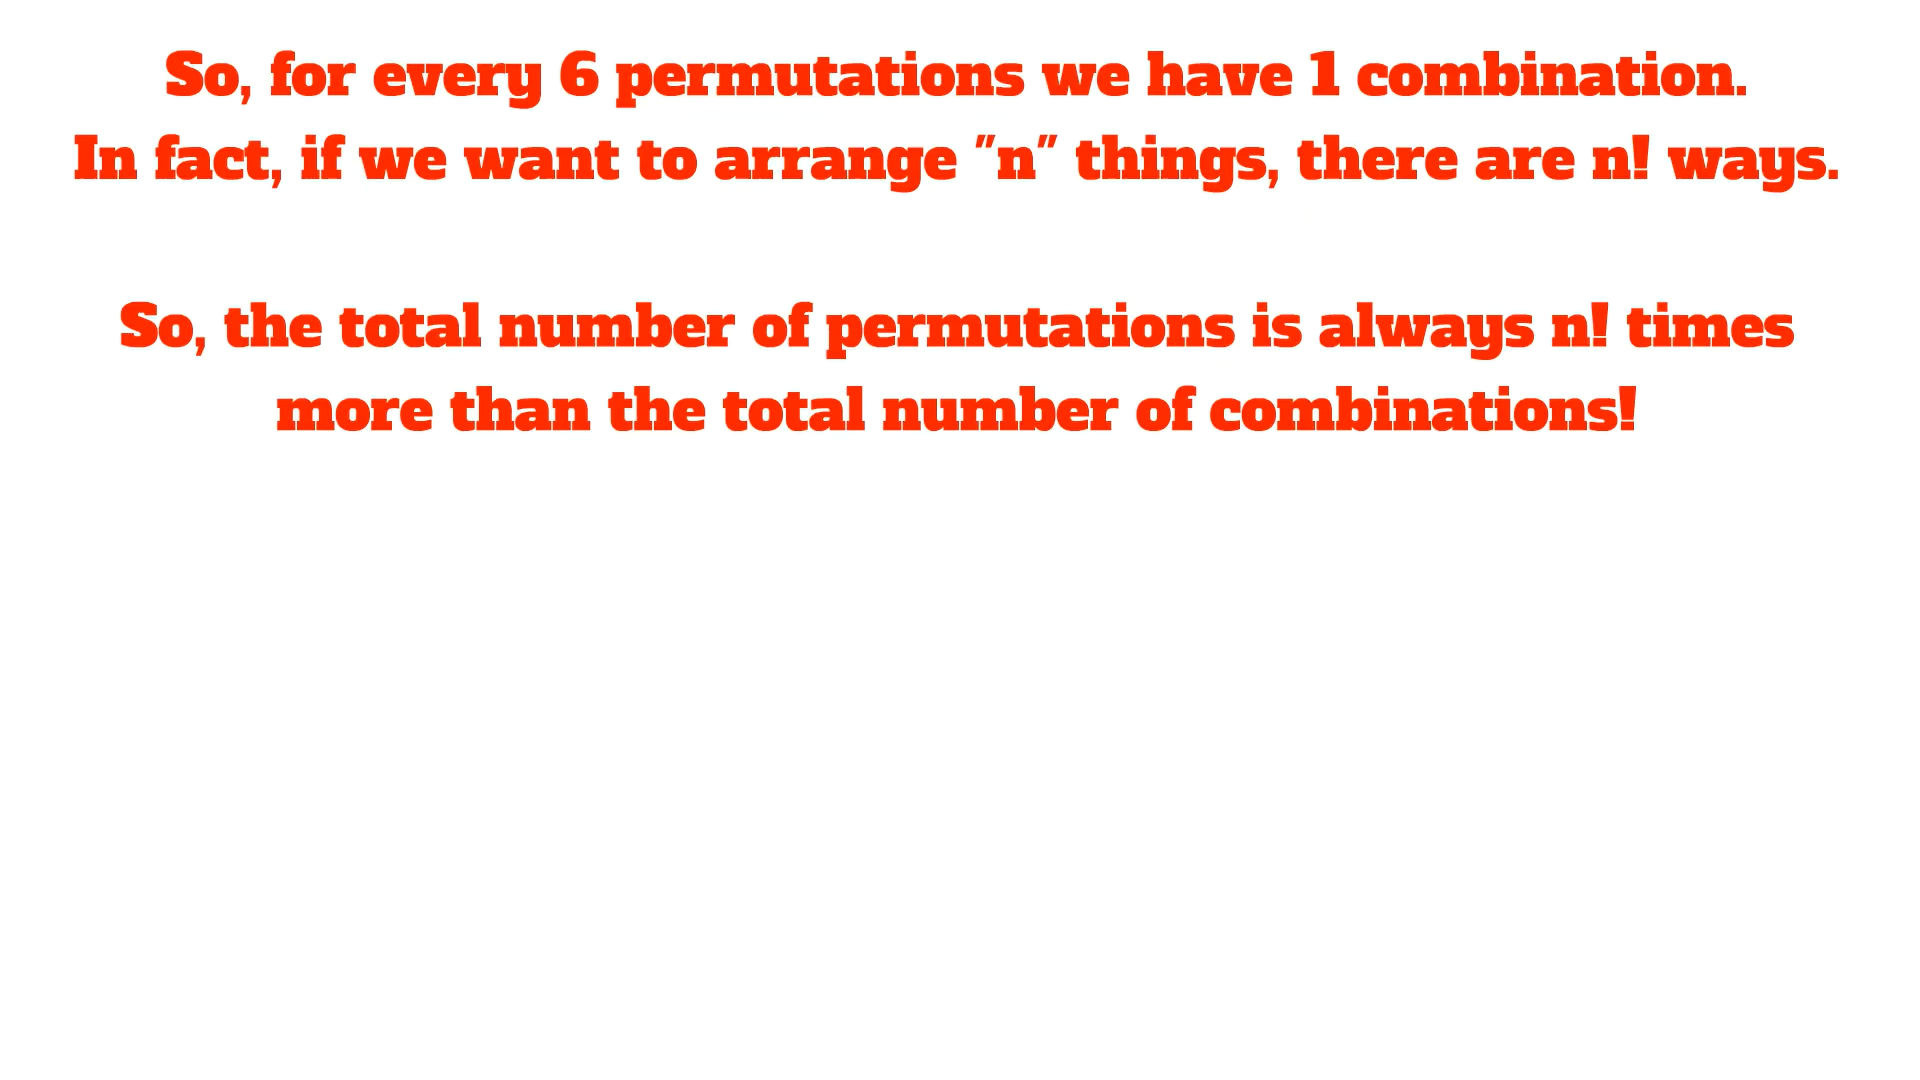 So, for every 6 permutations we have 1 combination.
In fact, if we want to arrange "n" things, there are n! ways.
So, the total number of permutations is always n! times
more than the total number of combinations!